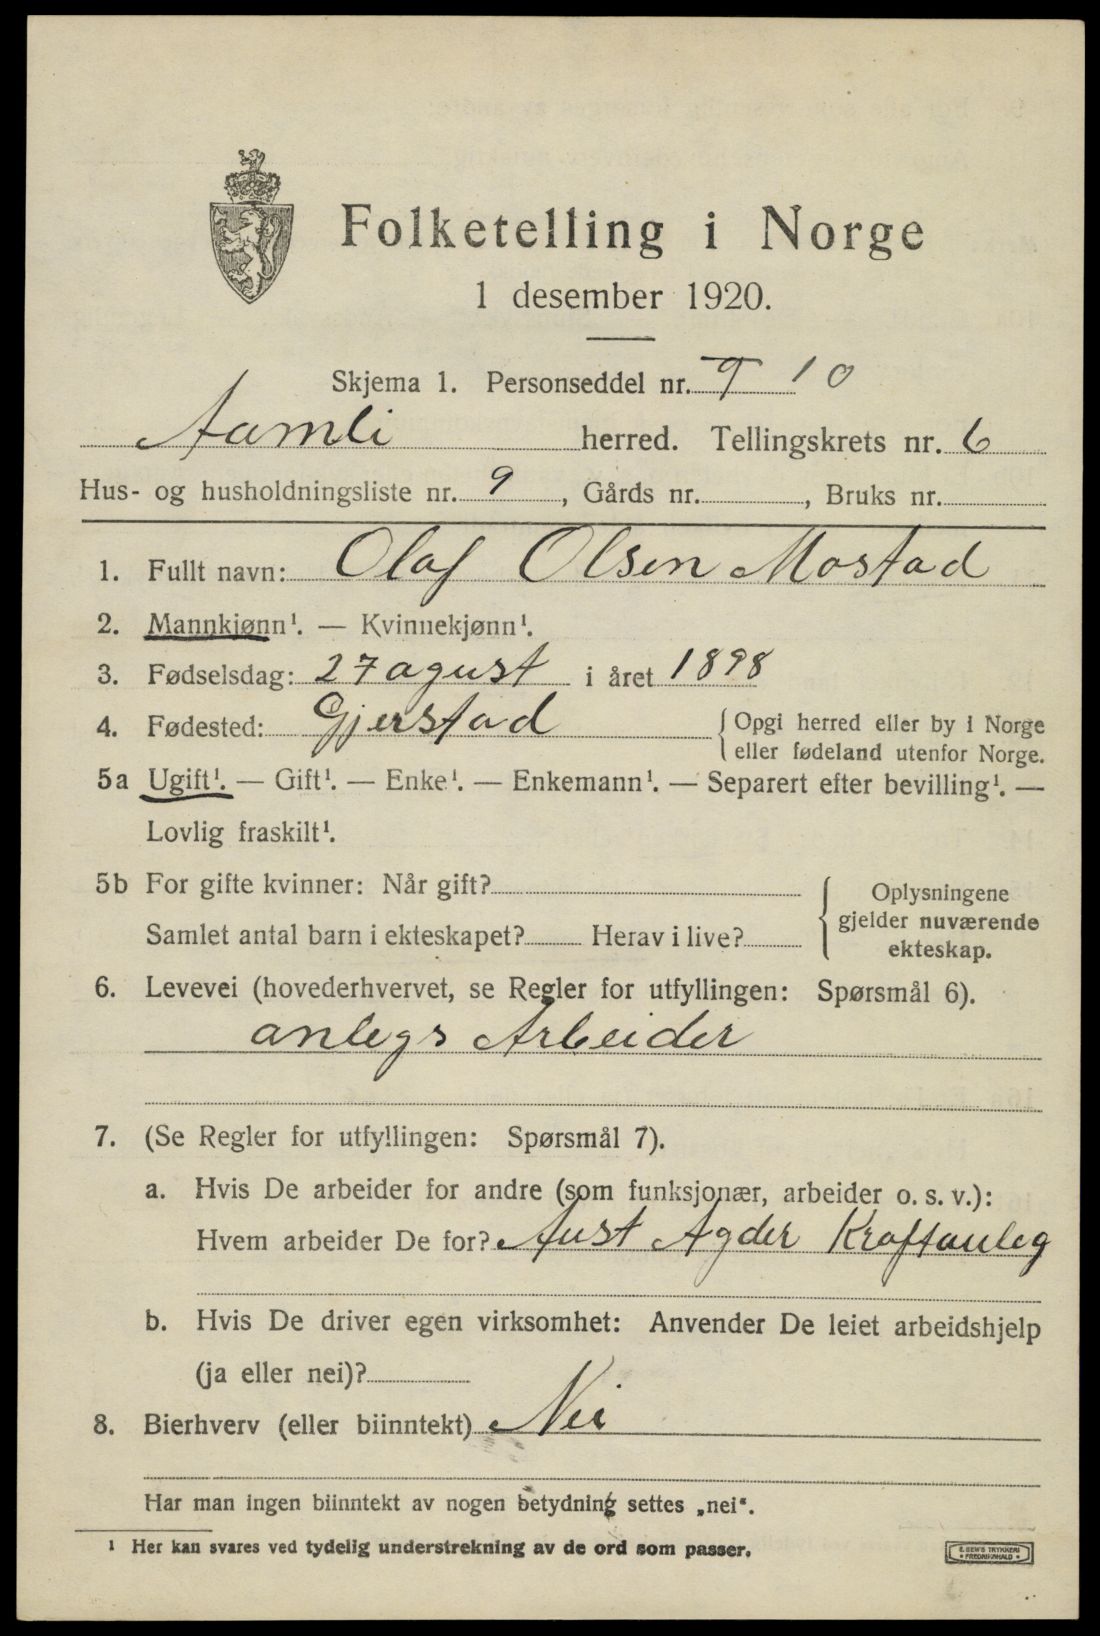 Folketelling i Norge
1 desember 1920.
Skjema 1. Personseddel nr. 9 10
Aamli herred. Tellingskrets nr. 6
Hus- og husholdningsliste nr. 9, Gårds nr. , Bruks nr.
1. Fullt navn: Olaf Olsen Mostad
2. Mannkjønn¹. — Kvinnekjønn¹.
3. Fødselsdag: 27 agust i året 1898
4. Fødested: Gjerstad {Opgi herred eller by i Norge
eller fødeland utenfor Norge.
5a Ugift¹. — Gift¹. — Enke¹. — Enkemann¹. — Separert efter bevilling¹. —
Lovlig fraskilt¹.
5b For gifte kvinner: Når gift?
Samlet antal barn i ekteskapet? Herav i live?
Oplysningene
gjelder nuværende
ekteskap.
6. Levevei (hovederhvervet, se Regler for utfyllingen: Spørsmål 6).
anlegs Arbeider
7. (Se Regler for utfyllingen: Spørsmål 7).
a. Hvis De arbeider for andre (som funksjonær, arbeider o. s. v.):
Hvem arbeider De for? Aust Agder Kraftanleg
b. Hvis De driver egen virksomhet: Anvender De leiet arbeidshjelp
(ja eller nei)?
8. Bierhverv (eller biinntekt) Nei
Har man ingen biinntekt av nogen betydning settes „nei“.
¹ Her kan svares ved tydelig understrekning av de ord som passer.
E. SEM'S TRYKKERI
FREDRIKSHALD